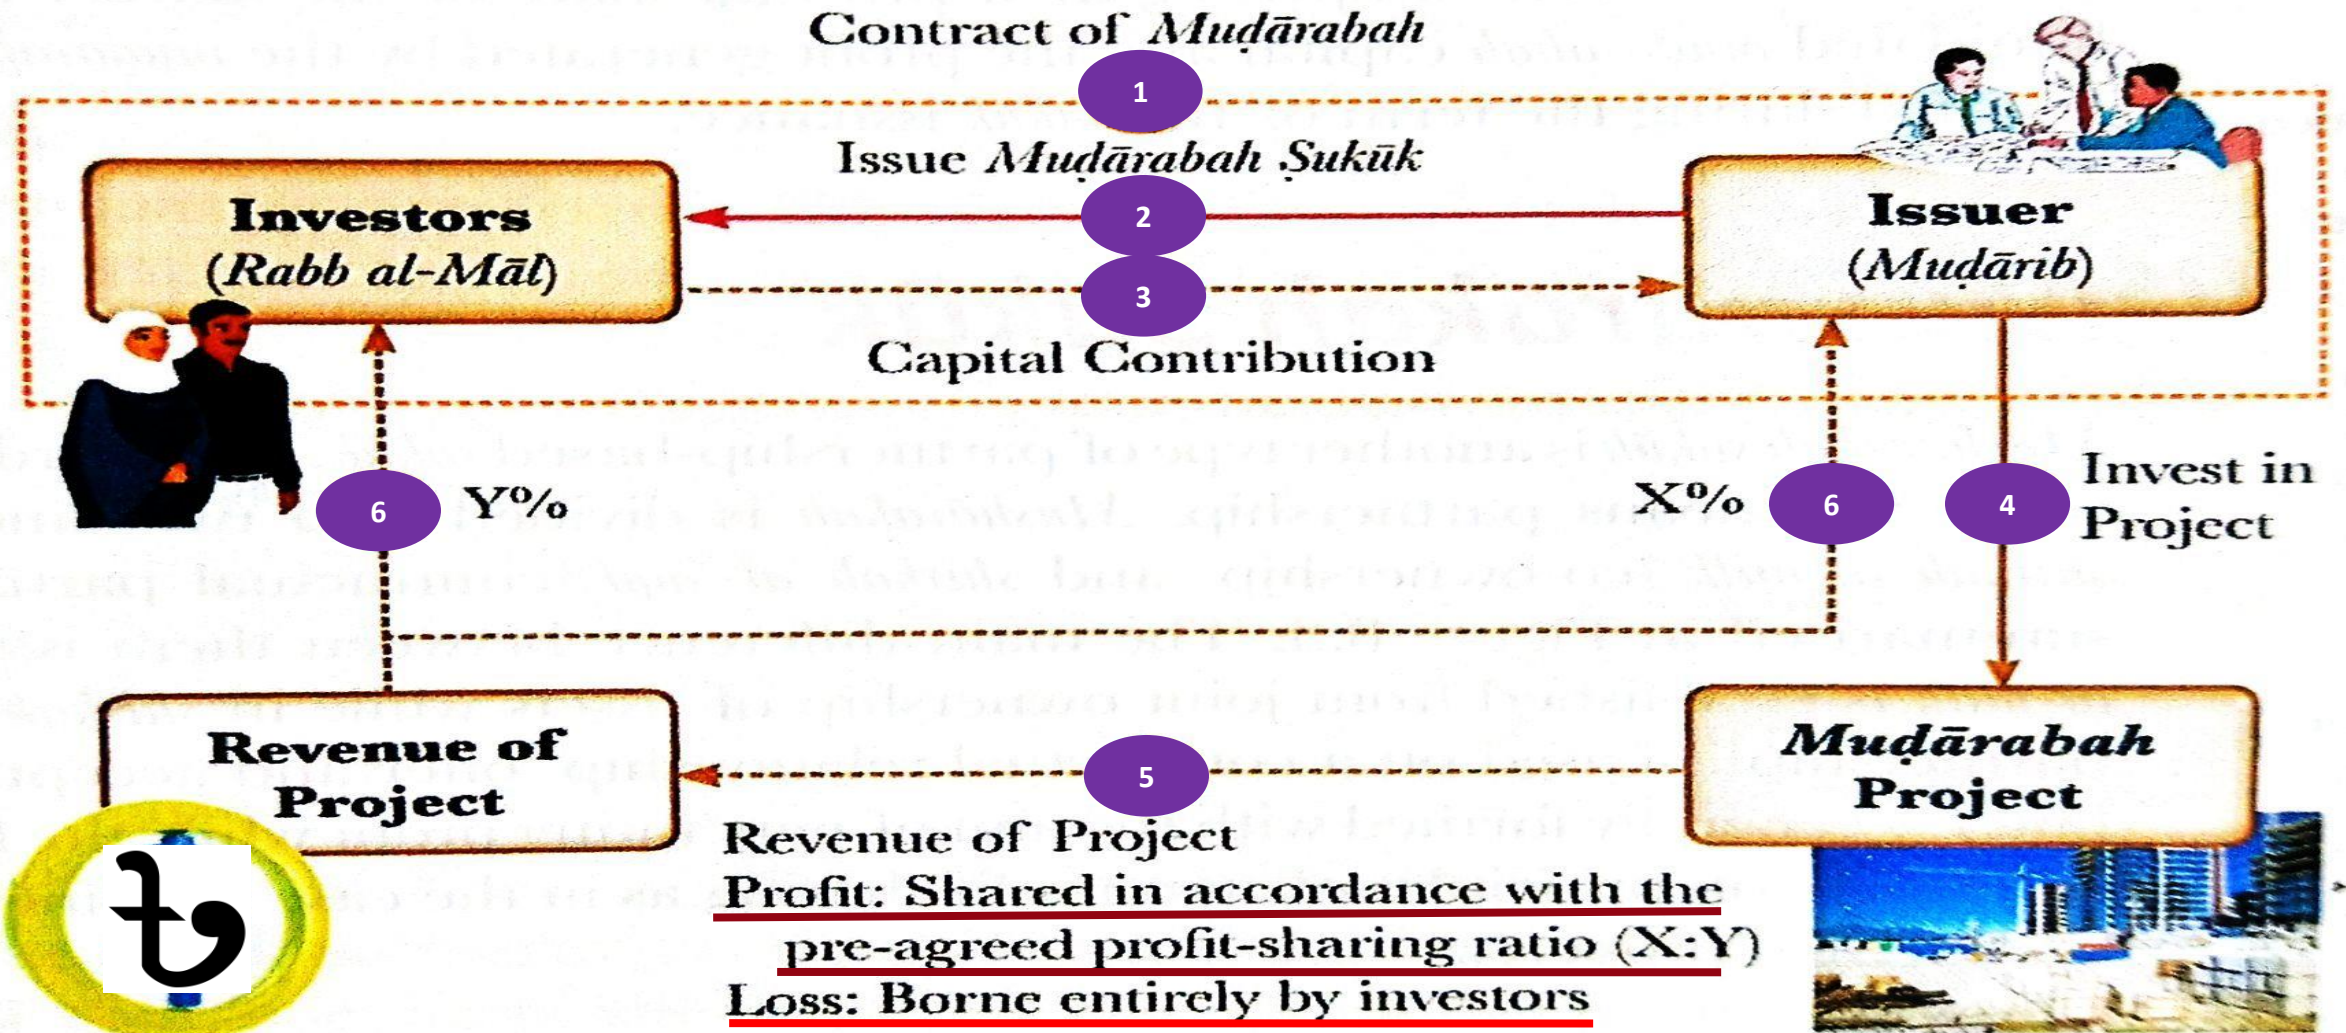 Contract of Muḍārabah
1
Issue Muḍārabah Ṣukūk
Investors
(Rabb al-Māl)
2
Issuer
(Muḍārib)
3
Capital Contribution
6
Y%
X%
6
4
Invest in
Project
Revenue of
Project
5
Muḍārabah
Project
Revenue of Project
Profit: Shared in accordance with the
pre-agreed profit-sharing ratio (X:Y)
Loss: Borne entirely by investors
৳